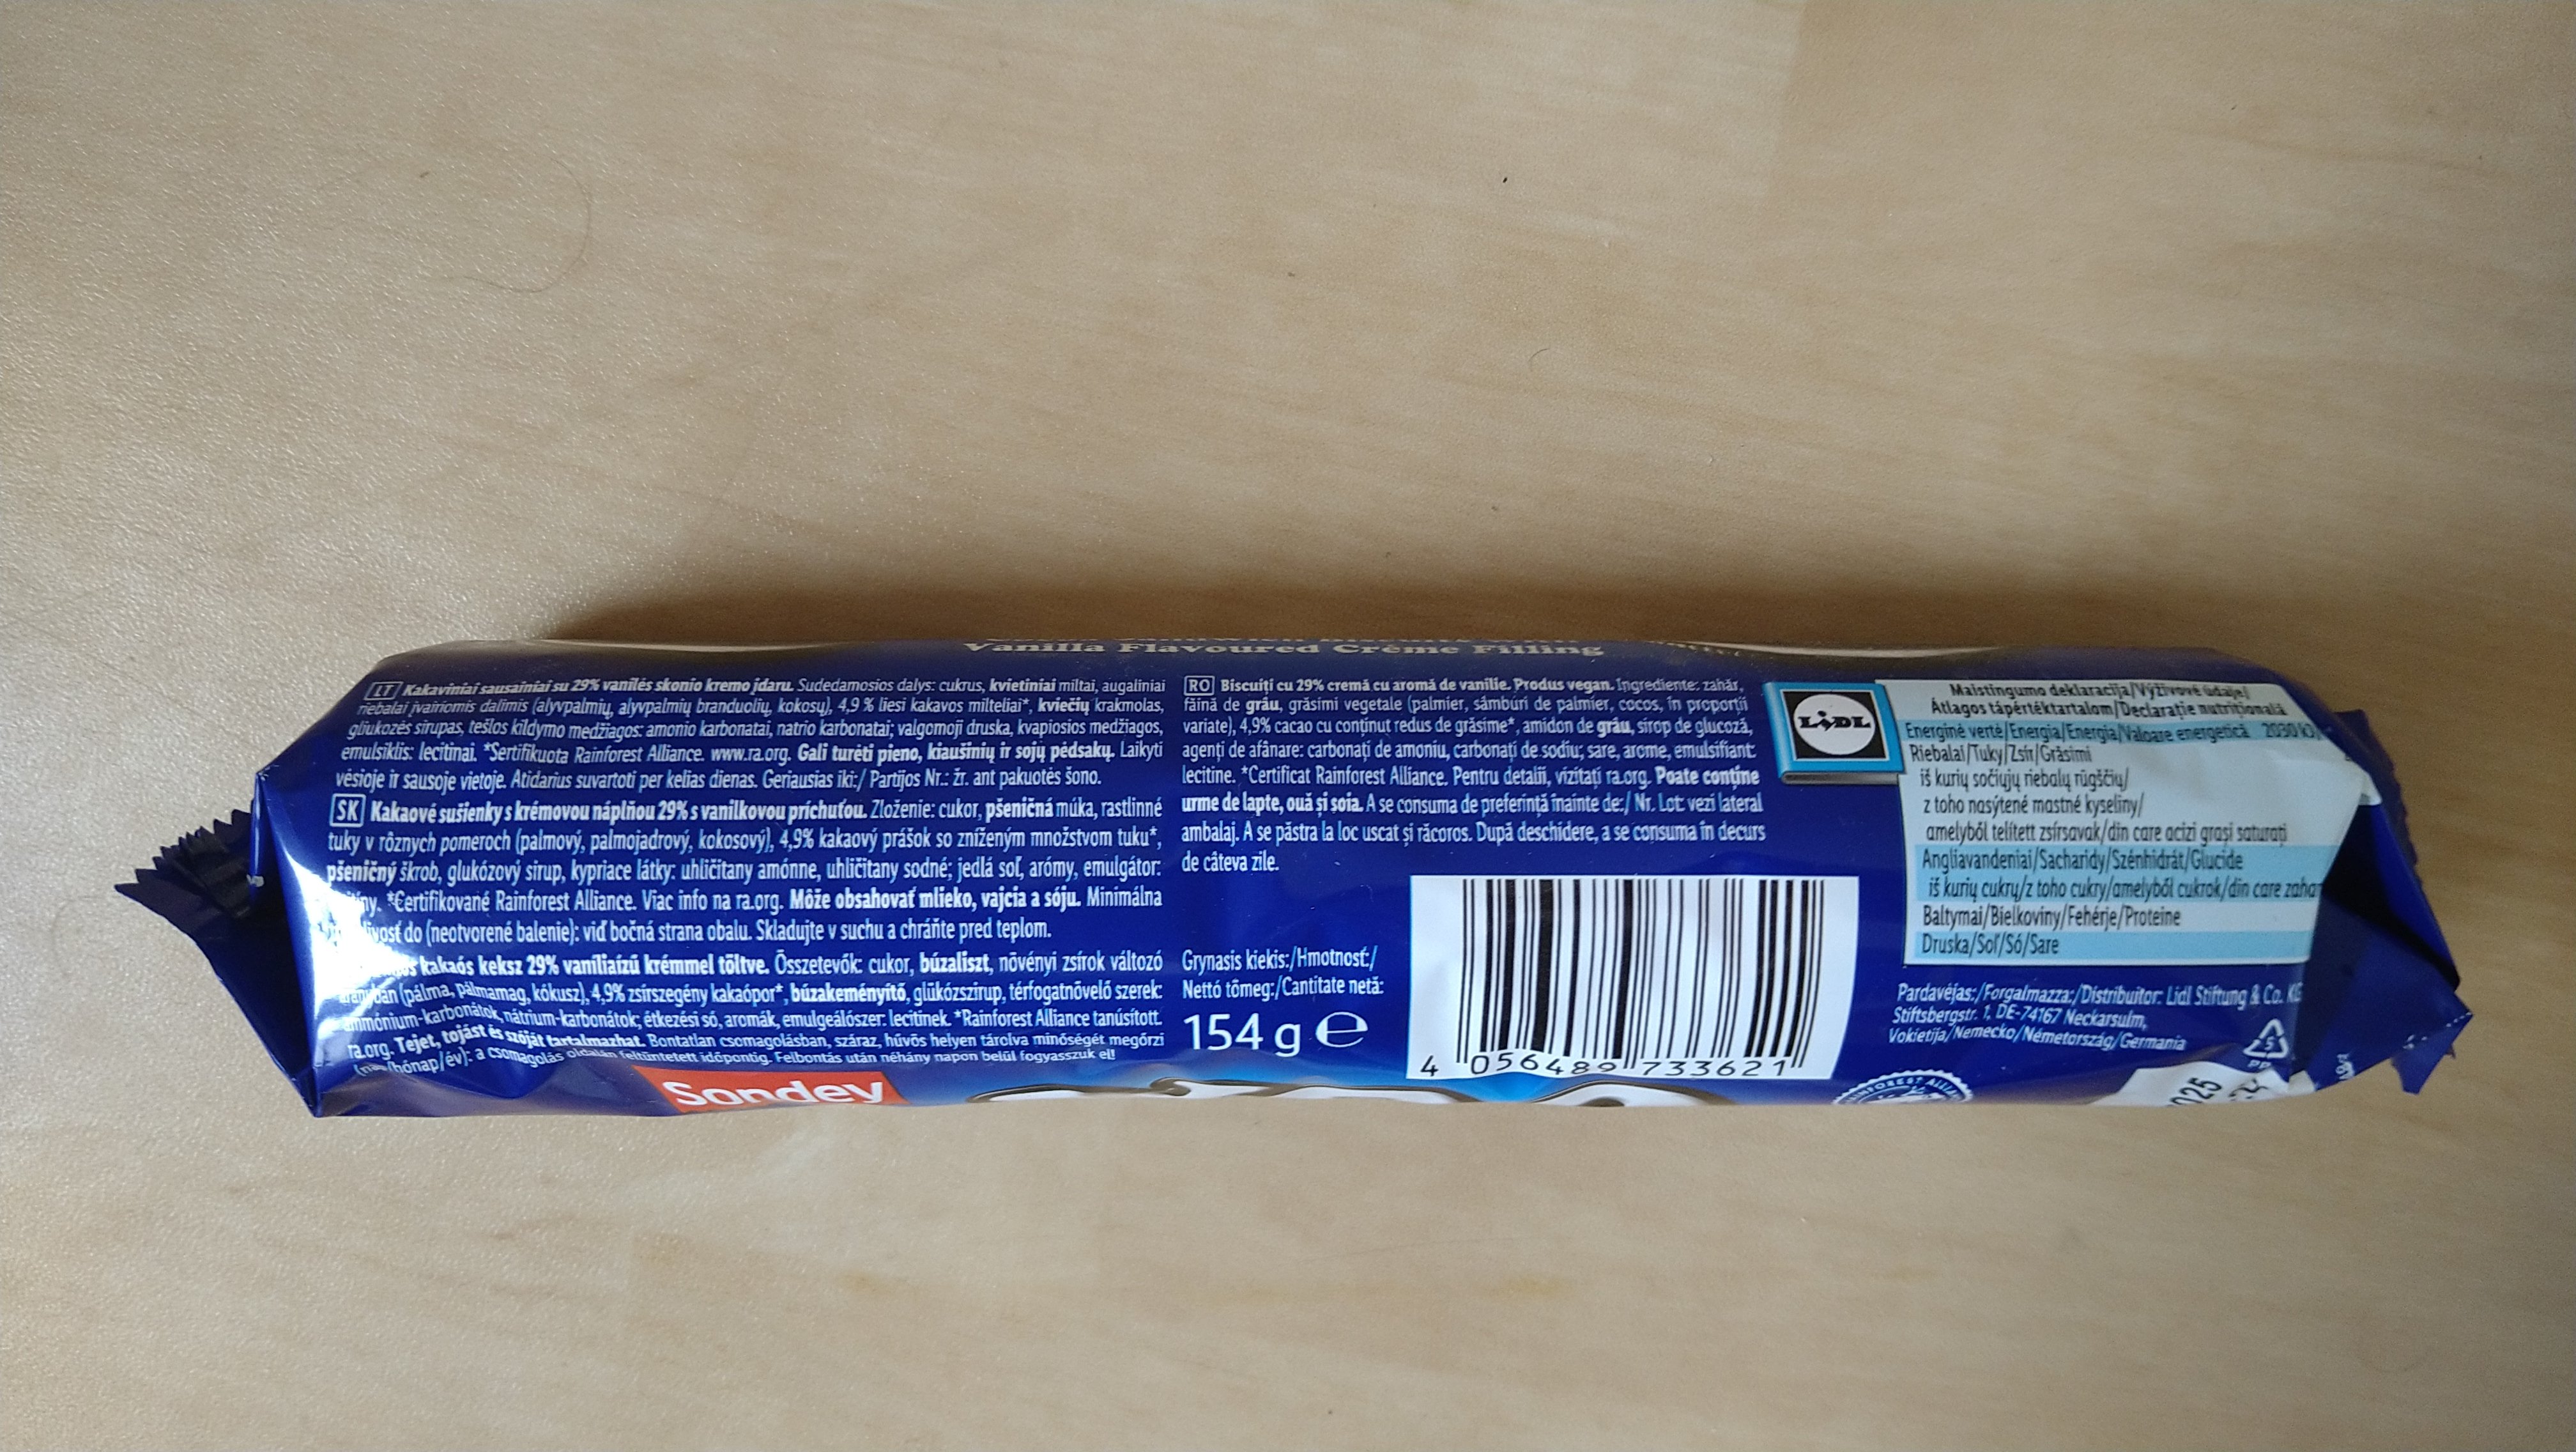 Vanilla Flavoured Crème Filling
LT Kakaviniai sausainiai su 29% vanilės skonio kremo įdaru. Sudedamosios dalys: cukrus, kvietiniai miltai, augaliniai
riebalai įvairiomis dalimis (alyvpalmių, alyvpalmių branduolių, kokosų), 4,9 % liesi kakavos milteliai*, kviečių krakmolas,
gliukozės sirupas, tešlos kildymo medžiagos: amonio karbonatai, natrio karbonatai; valgomoji druska, kvapiosios medžiagos,
emulsiklis: lecitinai. *Sertifikuota Rainforest Alliance. www.ra.org. Gali turėti pieno, kiaušinių ir sojų pėdsakų. Laikyti
vėsioje ir sausoje vietoje. Atidarius suvartoti per kelias dienas. Geriausias iki:/ Partijos Nr.: žr. ant pakuotės šono.
SK Kakaové sušienky s krémovou náplňou 29% s vanilkovou príchuťou. Zloženie: cukor, pšeničná múka, rastlinné
tuky v rôznych pomeroch (palmový, palmojadrový, kokosový), 4,9% kakaový prášok so zníženým množstvom tuku*,
pšeničný škrob, glukózový sirup, kypriace látky: uhličitany amónne, uhličitany sodné; jedlá soľ, arómy, emulgátor:
*Certifikované Rainforest Alliance. Viac info na ra.org. Môže obsahovať mlieko, vajcia a sóju. Minimálna
do (neotvorené balenie): viď bočná strana obalu. Skladujte v suchu a chráňte pred teplom.
kakaós keksz 29% vaníliaízű krémmel töltve. Összetevők: cukor, búzaliszt, növényi zsírok változó
(pálma, pálmamag, kókusz), 4,9% zsírszegény kakaópor*, búzakeményítő, glükózszirup, térfogatnövelő szerek:
ammónium-karbonátok, nátrium-karbonátok; étkezési só, aromák, emulgeálószer: lecitinek. *Rainforest Alliance tanúsított.
ra.org. Tejet, tojást és szóját tartalmazhat. Bontatlan csomagolásban, száraz, hűvös helyen tárolva minőségét megőrzi
a csomagolás oldalán feltüntetett időpontig. Felbontás után néhány napon belül fogyasszuk el!
RO Biscuiți cu 29% cremă cu aromă de vanilie. Produs vegan. Ingrediente: zahăr,
făină de grâu, grăsimi vegetale (palmier, sâmburi de palmier, cocos, în proporții
variate), 4,9% cacao cu conținut redus de grăsime*, amidon de grâu, sirop de glucoză,
agenți de afânare: carbonați de amoniu, carbonați de sodiu; sare, arome, emulsifiant:
lecitine. *Certificat Rainforest Alliance. Pentru detalii, vizitați ra.org. Poate conține
urme de lapte, ouă și soia. A se consuma de preferință înainte de:/ Nr. Lot: vezi lateral
ambalaj. A se păstra la loc uscat și răcoros. După deschidere, a se consuma în decurs
de câteva zile.
Grynasis kiekis:/Hmotnosť:/
Nettó tömeg:/Cantitate netă:
154 g e
4 056489 733621
LIDL
Maistingumo deklaracija/Výživové údaje/
Átlagos tápértéktartalom/Declarație nutrițională
Energinė vertė/Energia/Energia/Valoare energetică 2030 kJ/
Riebalai/Tuky/Zsír/Grăsimi
iš kurių sočiųjų riebalų rūgščių/
z toho nasýtené mastné kyseliny/
amelyből telített zsírsavak/din care acizi grași saturați
Angliavandeniai/Sacharidy/Szénhidrát/Glucide
iš kurių cukrų/z toho cukry/amelyből cukrok/din care
Baltymai/Bielkoviny/Fehérje/Proteine
Druska/Soľ/Só/Sare
Pardavėjas:/Forgalmazza:/Distribuitor: Lidl Stiftung & Co.
Stiftsbergstr. 1, DE-74167 Neckarsulm,
Vokietija/Nemecko/Németország/Germania
5
Sondey